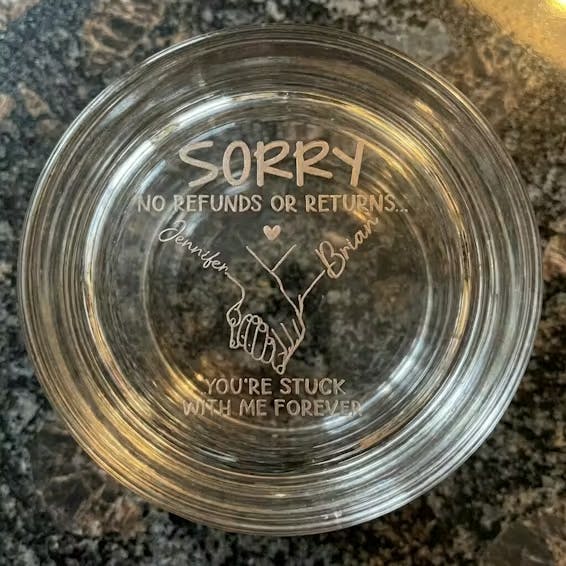 SORRY
NO REFUNDS OR RETURNS...
Jennifer
Brian
YOU'RE STUCK
WITH ME FOREVER